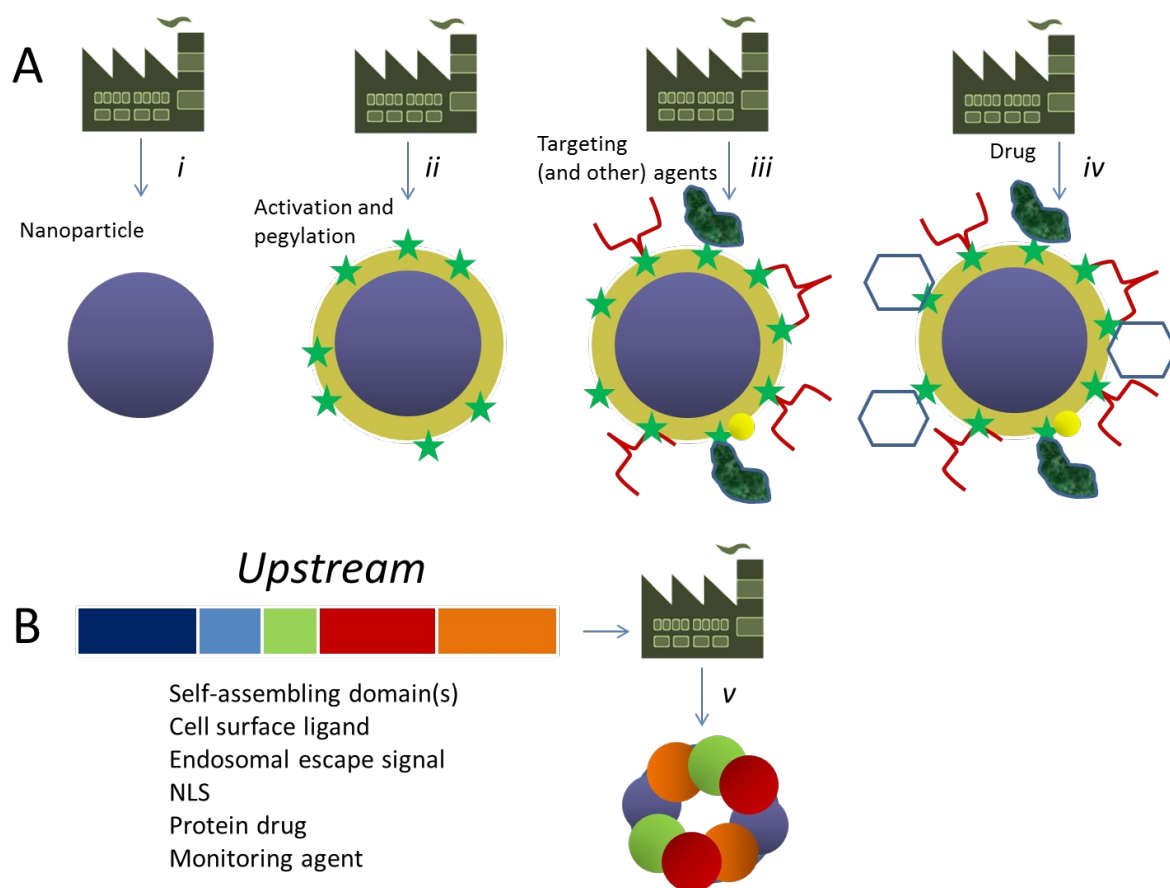 A
i
ii
iii
iv
Nanoparticle
Activation and
pegylation
Targeting
(and other) agents
Drug
Upstream
B
Self-assembling domain(s)
Cell surface ligand
Endosomal escape signal
NLS
Protein drug
Monitoring agent
v